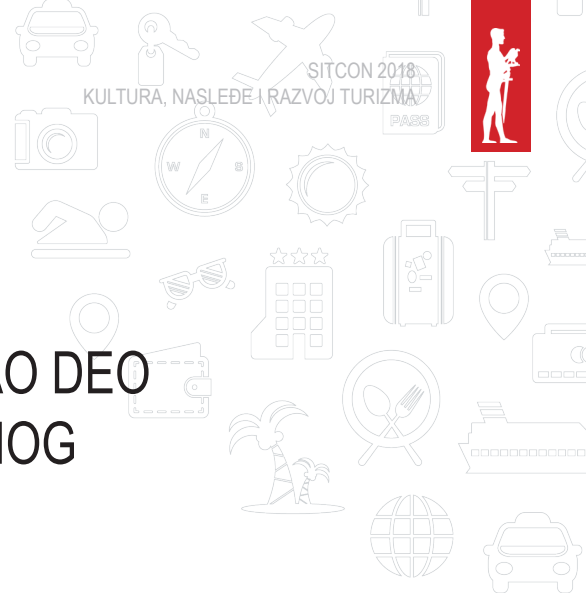 SITCON 2018
KULTURA, NASLEĐE I RAZVOJ TURIZMA
PASS
N
W S
E
AO DEO
NOG